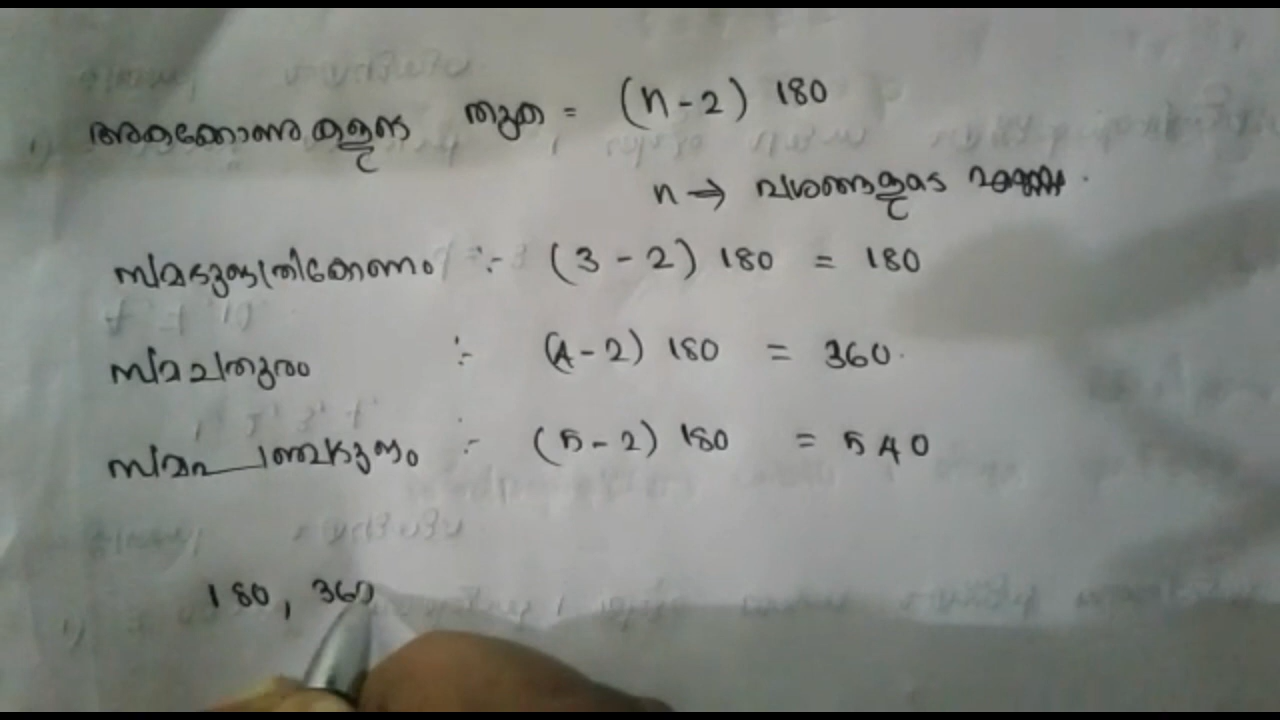 അകക്കോണുകളുടെ തുക = (n-2) 180
n → വശങ്ങളുടെ എണ്ണം.
സമഭുജത്രികോണം :- (3-2) 180 = 180
സമചതുരം :- (4-2) 180 = 360.
സമപഞ്ചഭുജം :- (5-2) 180 = 540
180, 360